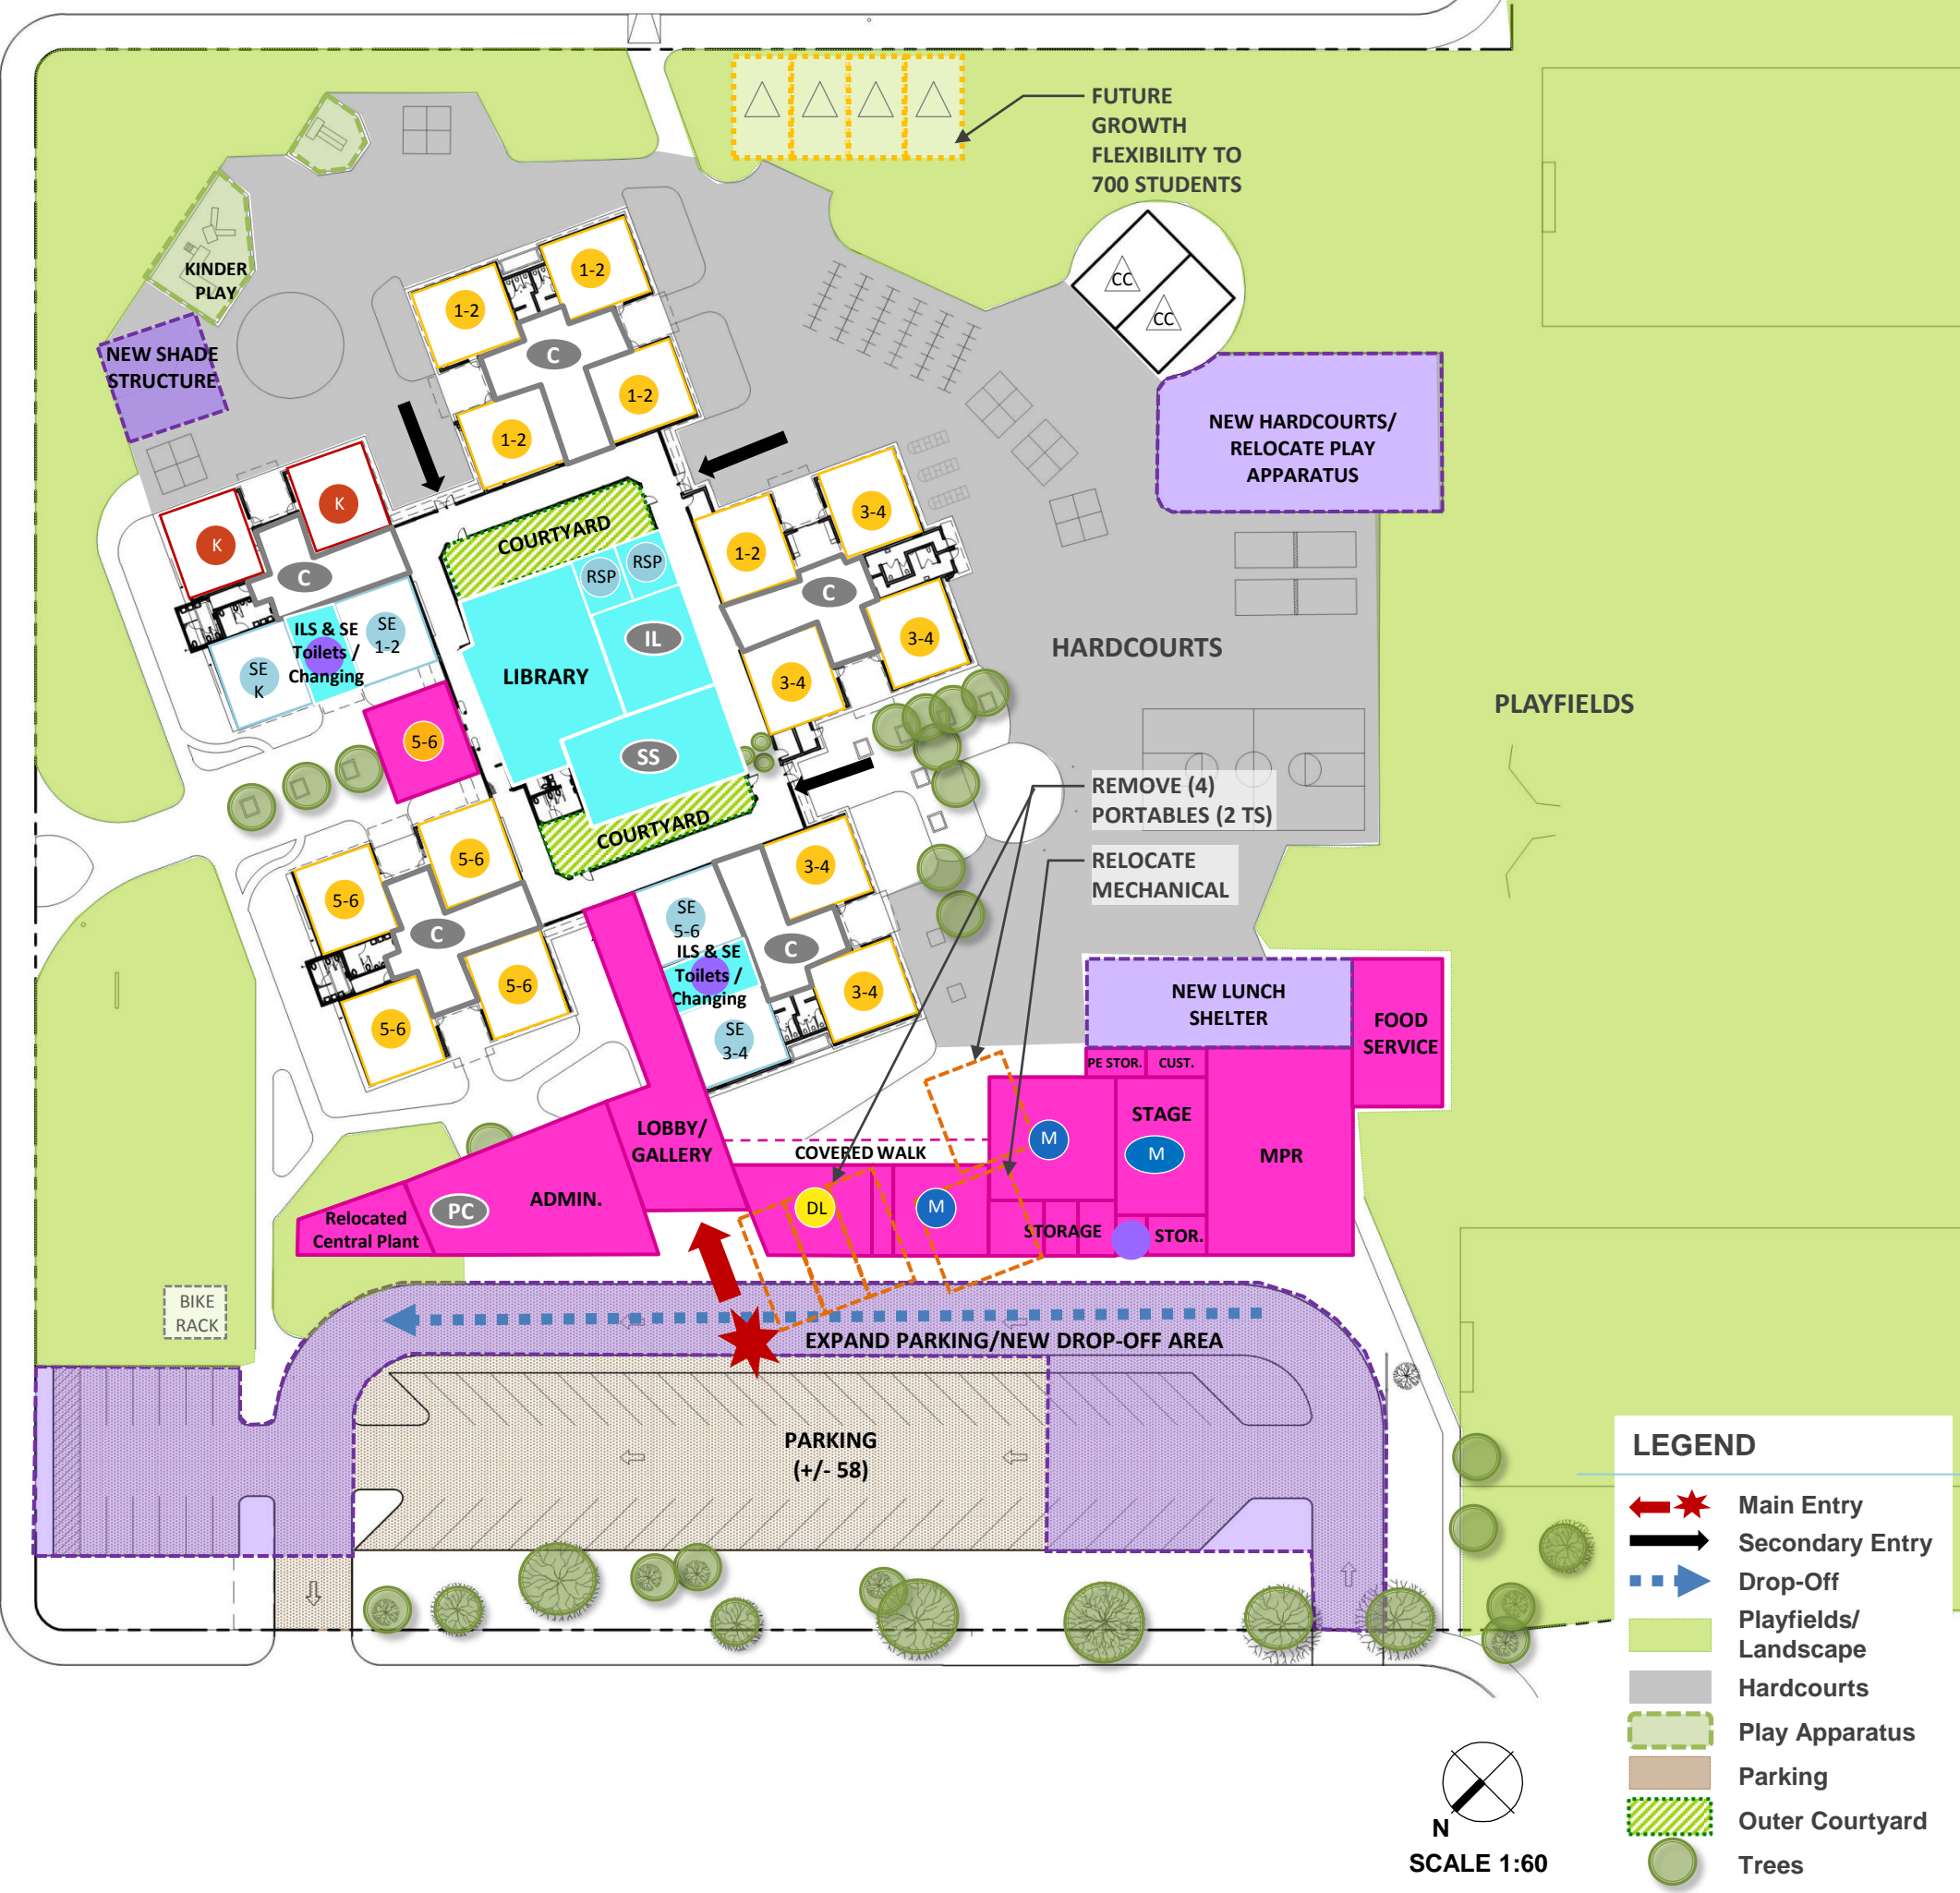 FUTURE
GROWTH
FLEXIBILITY TO
700 STUDENTS
KINDER
PLAY
NEW SHADE
STRUCTURE
1-2
1-2
C
1-2
1-2
CC
CC
NEW HARDCOURTS/
RELOCATE PLAY
APPARATUS
K
K
C
ILS & SE
Toilets /
Changing
SE
1-2
SE
K
5-6
COURTYARD
RSP
RSP
IL
LIBRARY
SS
COURTYARD
1-2
3-4
C
3-4
3-4
HARDCOURTS
PLAYFIELDS
REMOVE (4)
PORTABLES (2 TS)
RELOCATE
MECHANICAL
5-6
5-6
C
5-6
5-6
SE
5-6
ILS & SE
Toilets /
Changing
SE
3-4
3-4
C
3-4
NEW LUNCH
SHELTER
FOOD
SERVICE
PE STOR.
CUST.
STAGE
M
M
MPR
LOBBY/
GALLERY
COVERED WALK
ADMIN.
PC
Relocated
Central Plant
DL
M
STORAGE
STOR.
BIKE
RACK
EXPAND PARKING/NEW DROP-OFF AREA
PARKING
(+/- 58)
LEGEND
Main Entry
Secondary Entry
Drop-Off
Playfields/
Landscape
Hardcourts
Play Apparatus
Parking
Outer Courtyard
Trees
N
SCALE 1:60